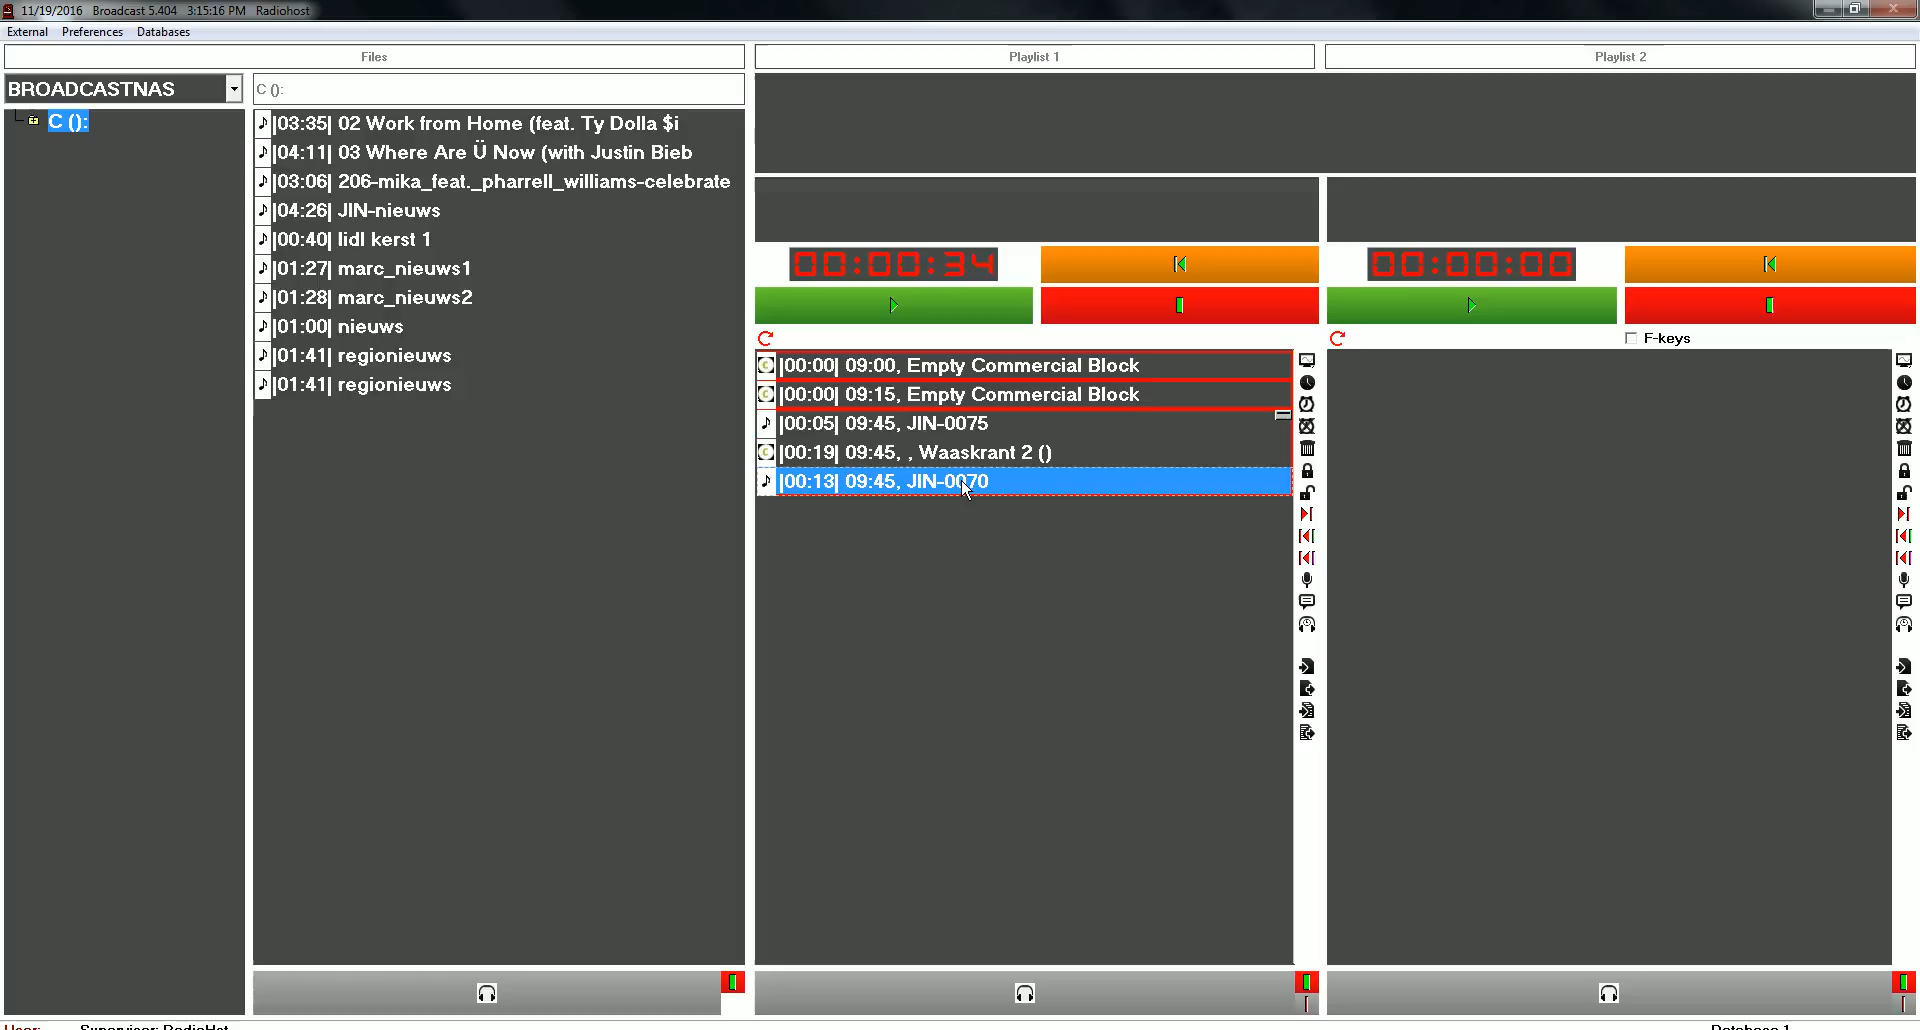 11/19/2016 Broadcast 5.404 3:15:16 PM Radiohost
External Preferences Databases
Files
Playlist 1
Playlist 2
BROADCASTNAS
C ():
C ():
|03:35| 02 Work from Home (feat. Ty Dolla $i
|04:11| 03 Where Are Ü Now (with Justin Bieb
|03:06| 206-mika_feat._pharrell_williams-celebrate
|04:26| JIN-nieuws
|00:40| lidl kerst 1
|01:27| marc_nieuws1
|01:28| marc_nieuws2
|01:00| nieuws
|01:41| regionieuws
|01:41| regionieuws
00:00:34
00:00:00
F-keys
|00:00| 09:00, Empty Commercial Block
|00:00| 09:15, Empty Commercial Block
|00:05| 09:45, JIN-0075
|00:19| 09:45, , Waaskrant 2 ()
|00:13| 09:45, JIN-0070
User: Supervisor: RadioHst
Database 1